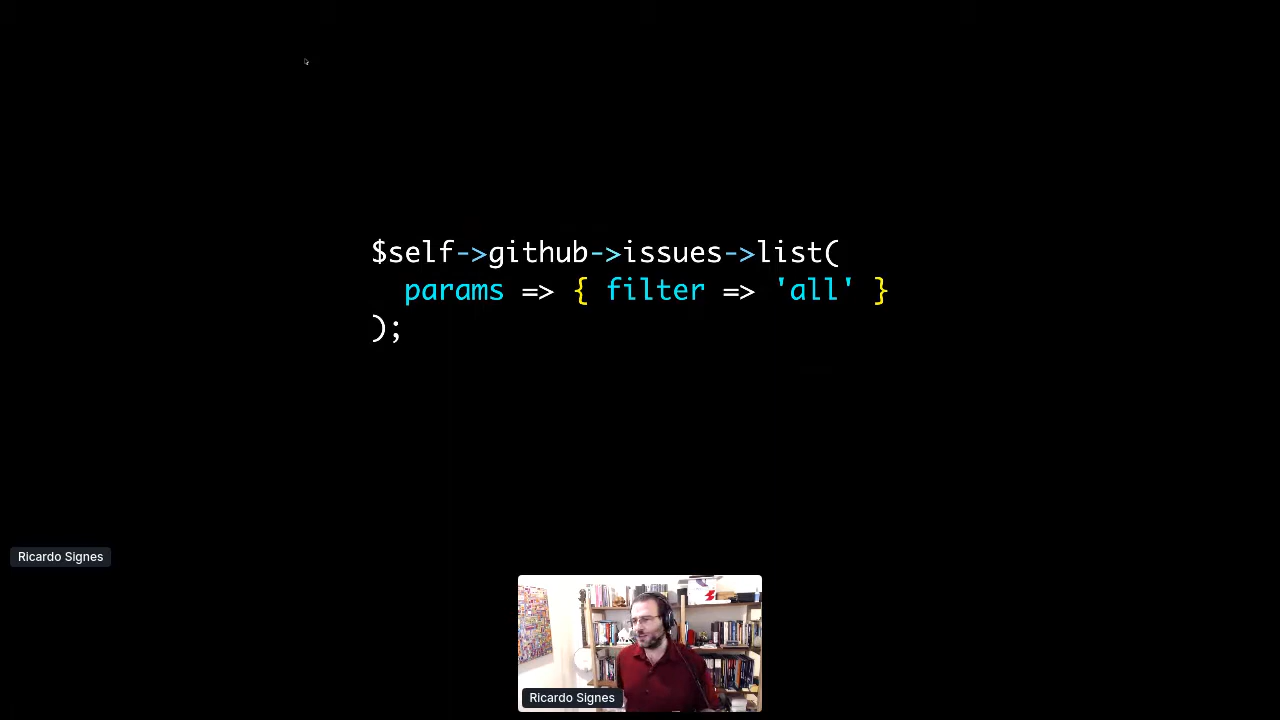 $self->github->issues->list(
  params => { filter => 'all' }
);
Ricardo Signes
Ricardo Signes